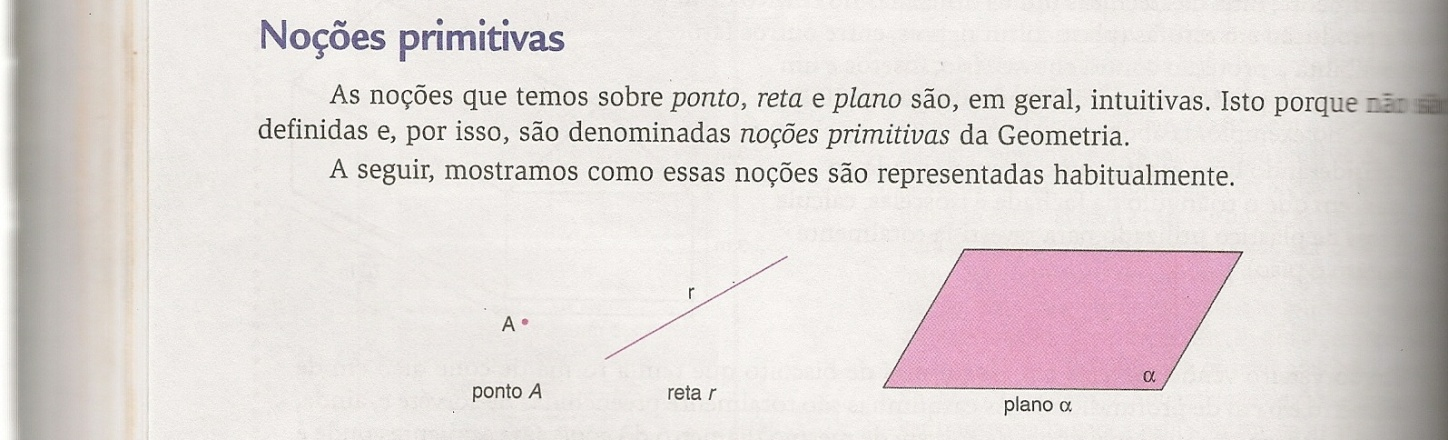 Noções primitivas
As noções que temos sobre ponto, reta e plano são, em geral, intuitivas. Isto porque não
definidas e, por isso, são denominadas noções primitivas da Geometria.
A seguir, mostramos como essas noções são representadas habitualmente.
r
A
α
ponto A
reta r
plano α